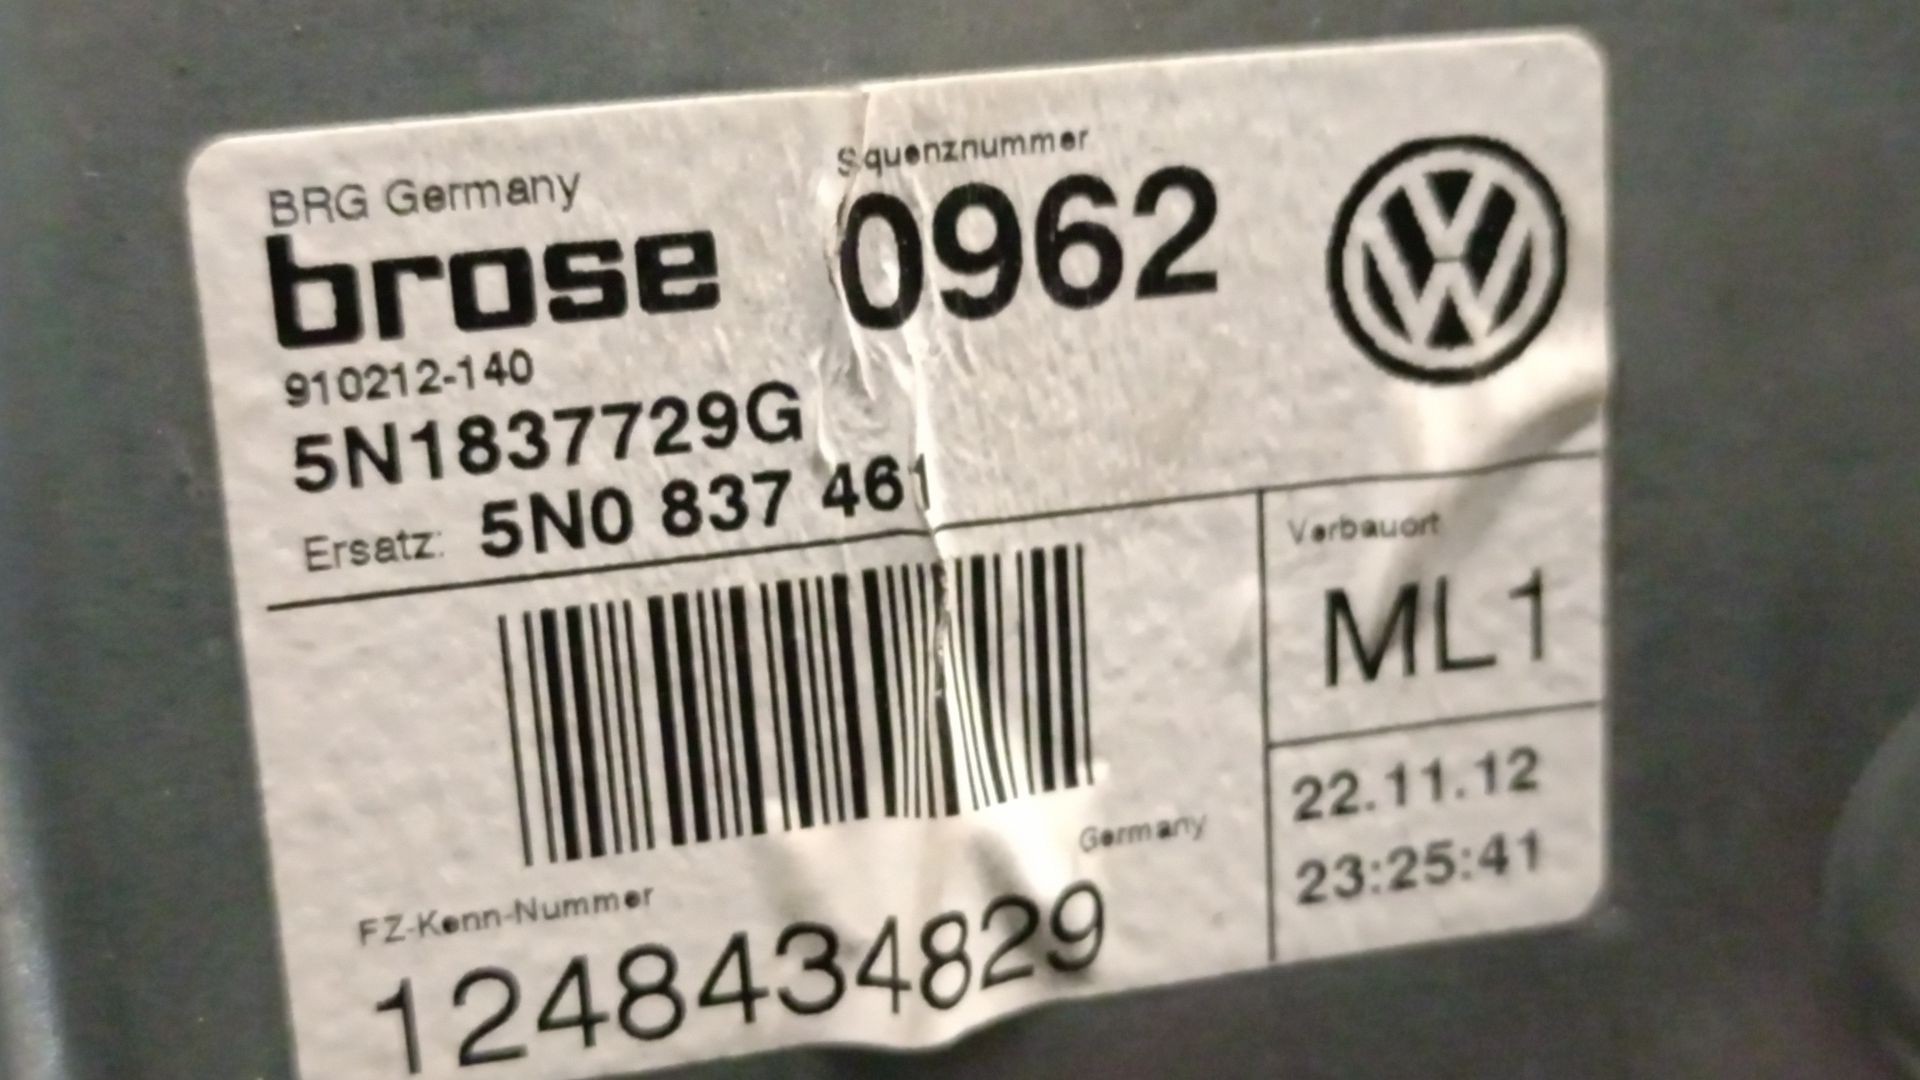 BRG Germany
Sequenznummer
brose 0962
910212-140
5N1837729G
Ersatz: 5N0 837 461
Verbauort
ML1
22.11.12
23:25:41
Germany
FZ-Kenn-Nummer
1248434829